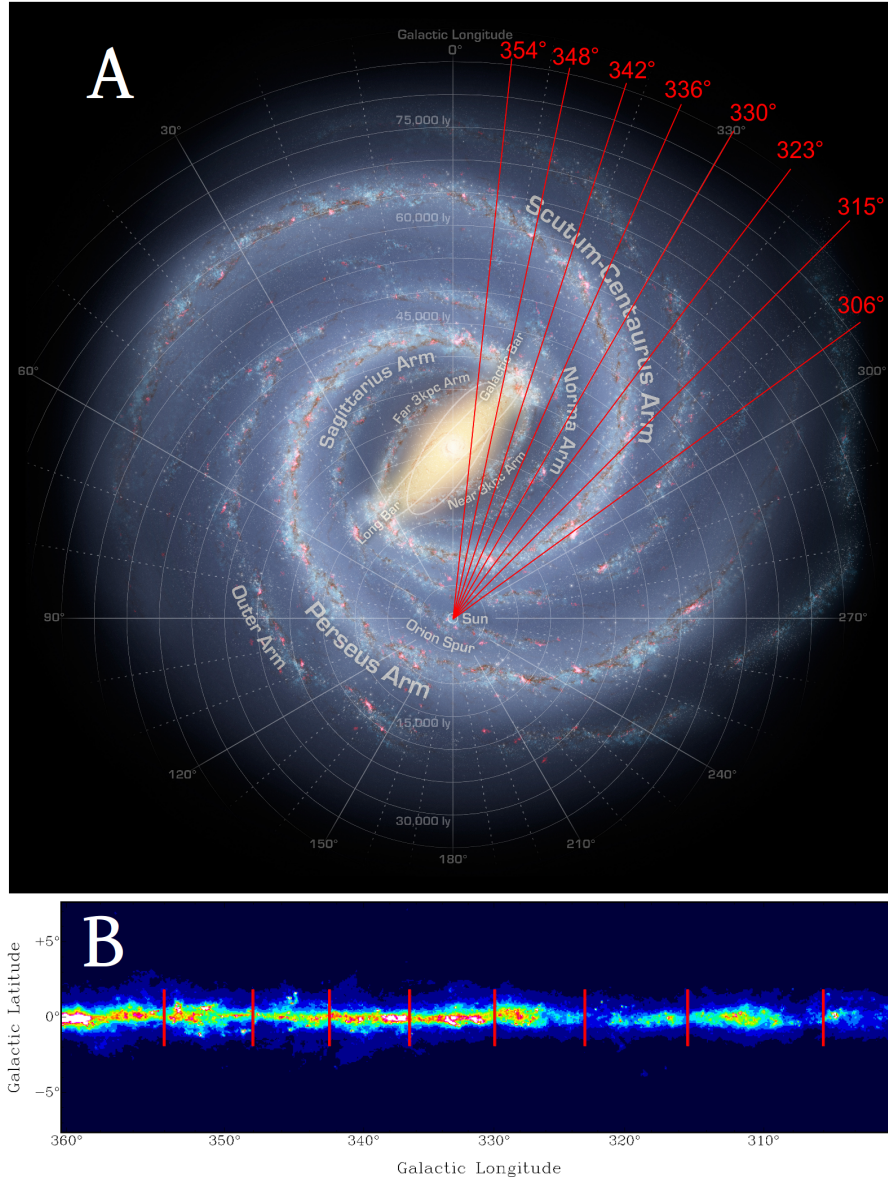 A
Galactic Longitude
0°
354°
348°
342°
336°
330°
323°
315°
306°
30°
330°
75,000 ly
60,000 ly
45,000 ly
Scutum-Centaurus Arm
Sagittarius Arm
Far 3kpc Arm
Galactic Bar
Norma Arm
Near 3kpc Arm
Long Bar
60°
300°
90°
Sun
270°
Orion Spur
Outer Arm
Perseus Arm
15,000 ly
30,000 ly
120°
240°
150°
180°
210°
B
Galactic Latitude
+5°
0°
−5°
360°
350°
340°
330°
320°
310°
Galactic Longitude